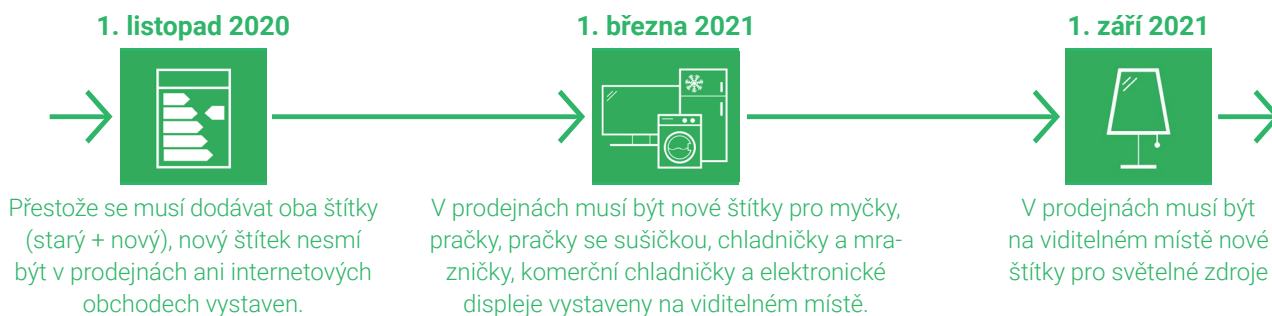 1. listopad 2020
Přestože se musí dodávat oba štítky
(starý + nový), nový štítek nesmí
být v prodejnách ani internetových
obchodech vystaven.
1. března 2021
V prodejnách musí být nové štítky pro myčky,
pračky, pračky se sušičkou, chladničky a mra-
zničky, komerční chladničky a elektronické
displeje vystaveny na viditelném místě.
1. září 2021
V prodejnách musí být
na viditelném místě nové
štítky pro světelné zdroje